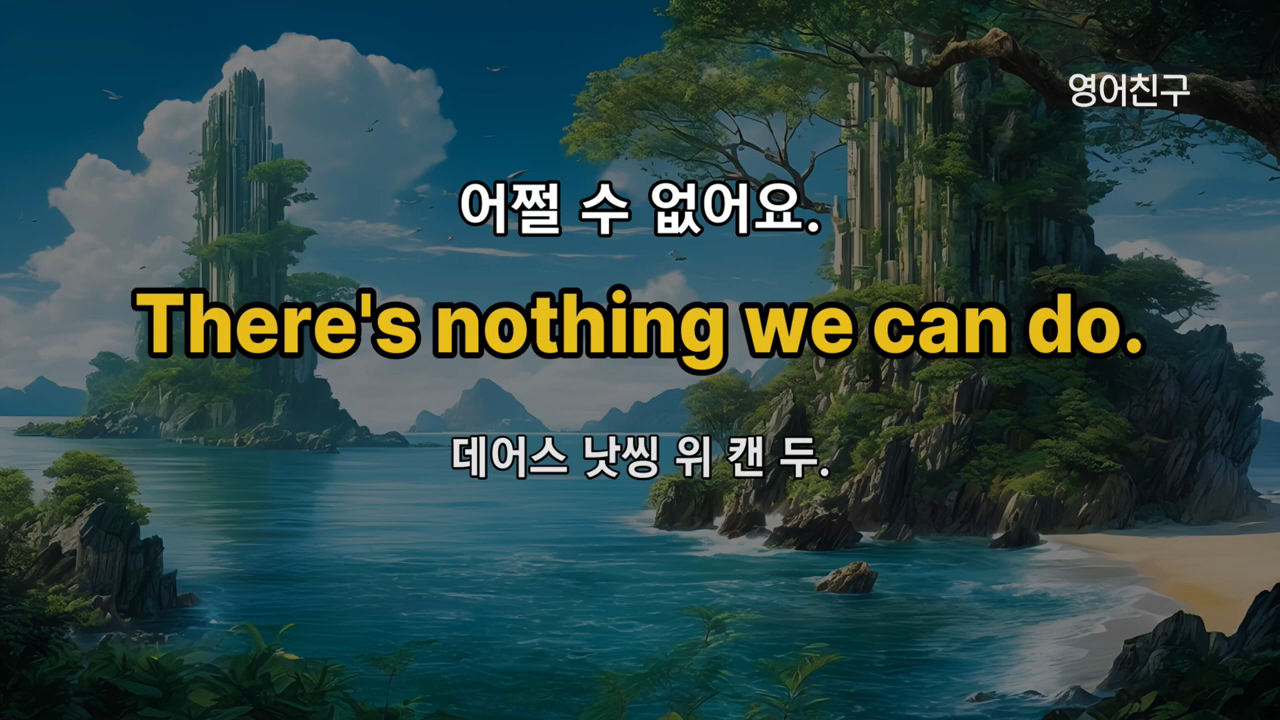 영어친구
어쩔 수 없어요.
There's nothing we can do.
데어스 낫씽 위 캔 두.